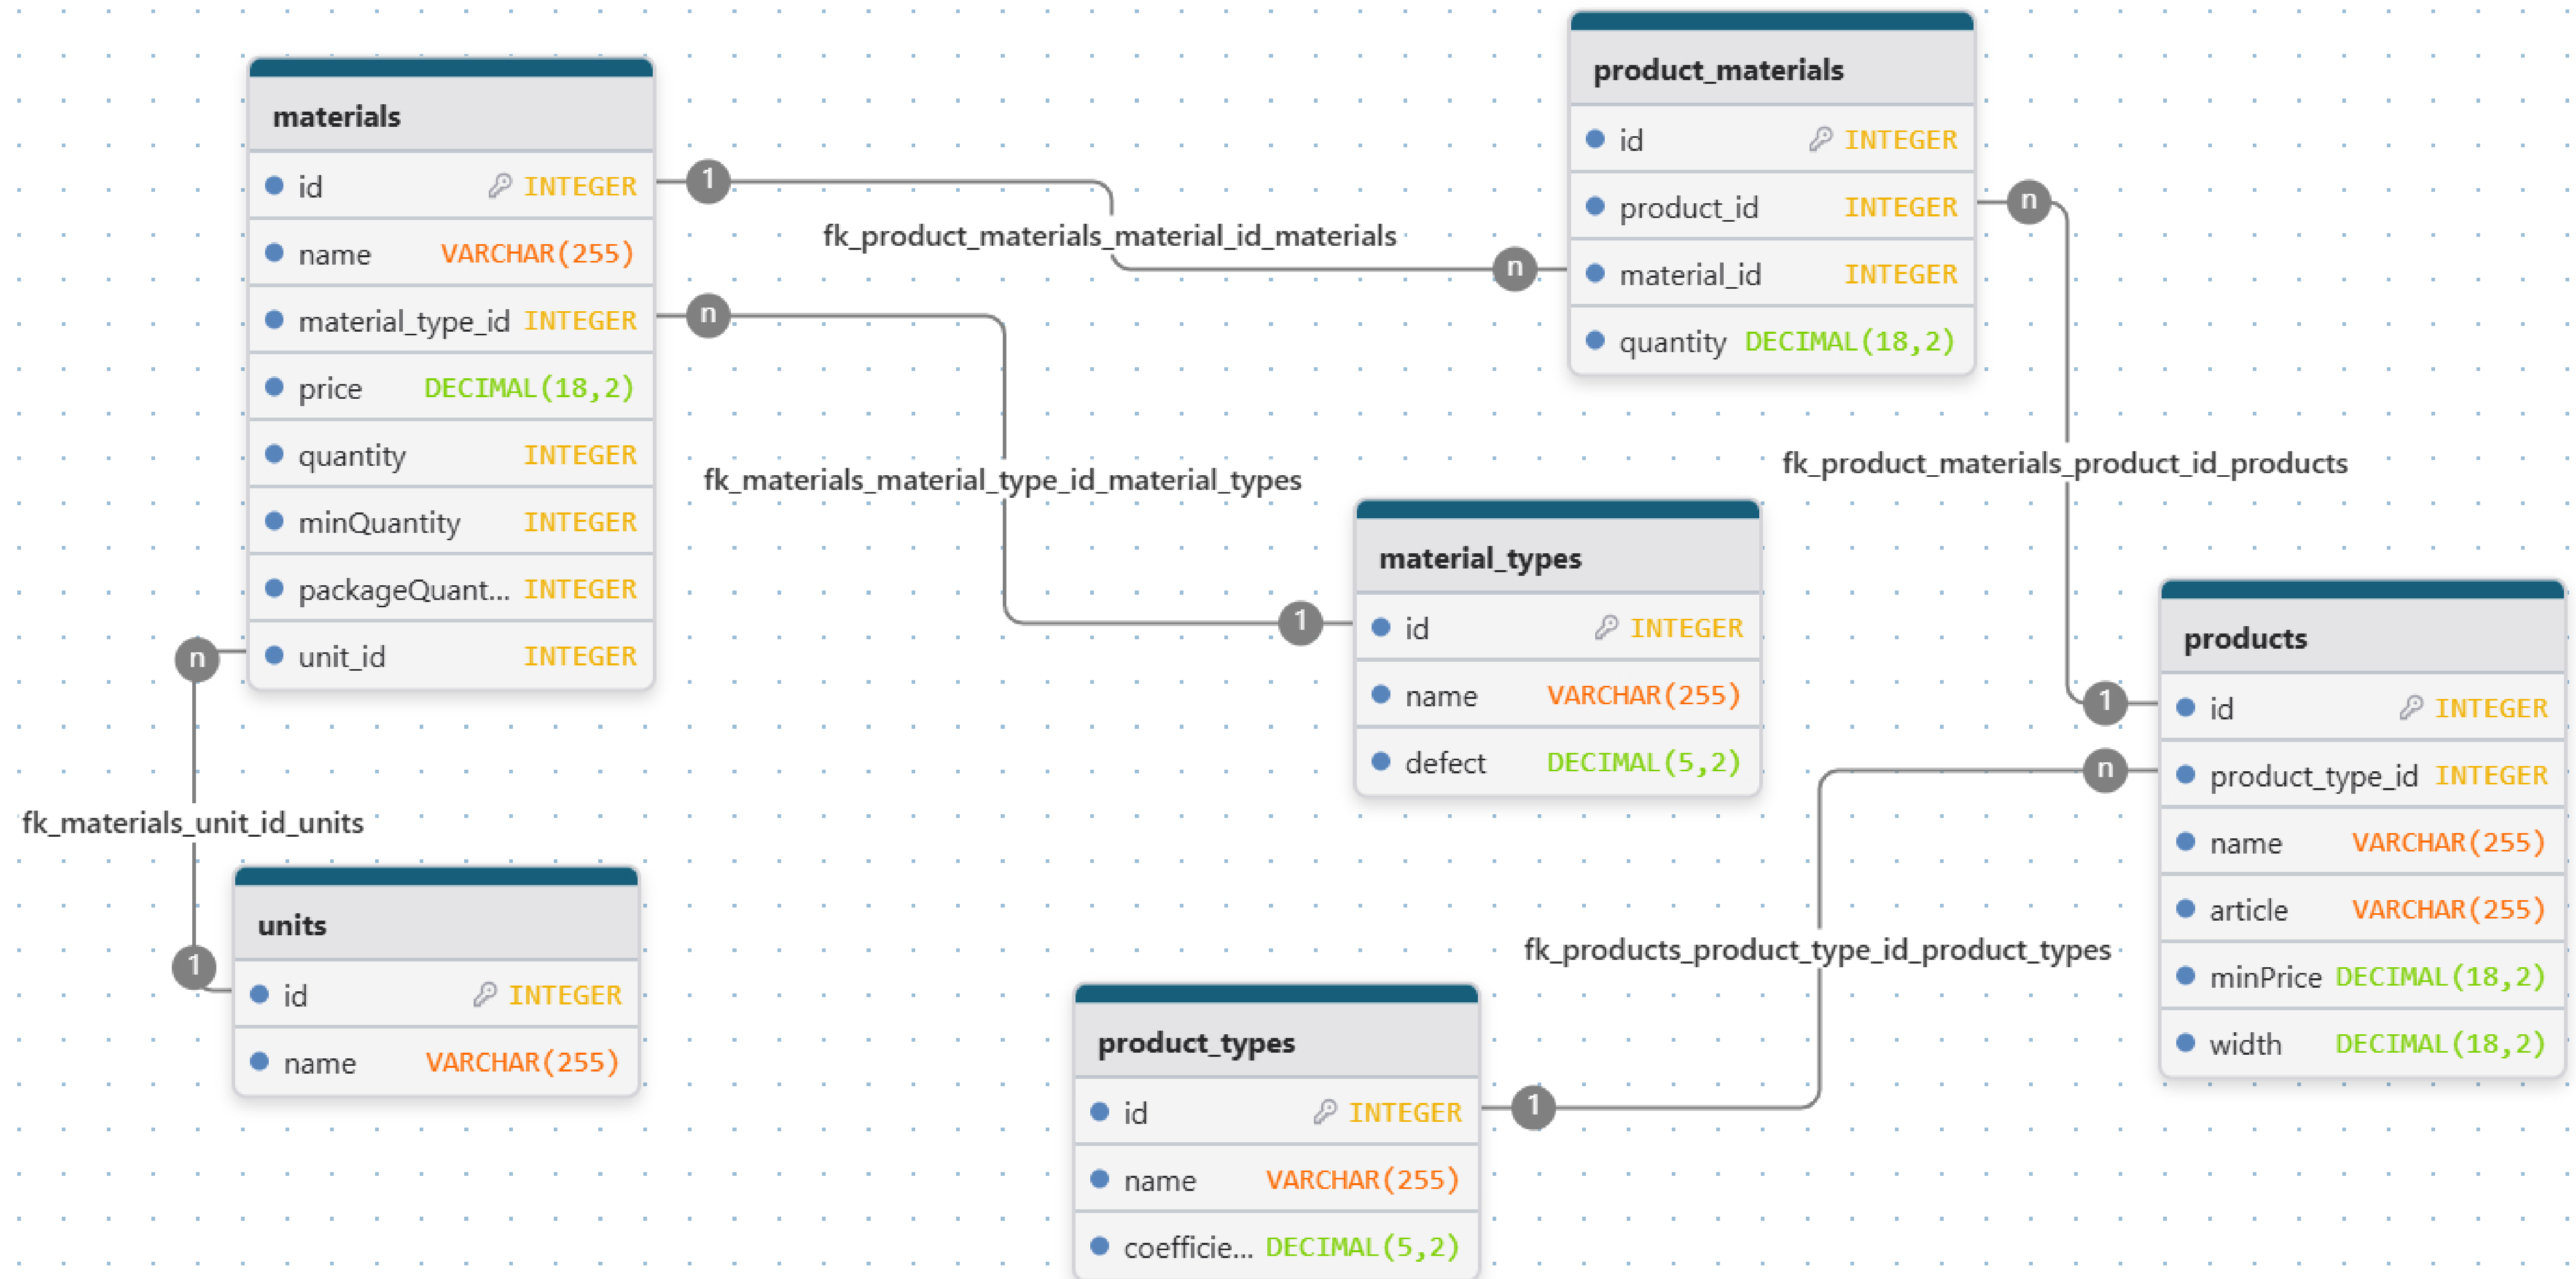 materials
id INTEGER
name VARCHAR(255)
material_type_id INTEGER
price DECIMAL(18,2)
quantity INTEGER
minQuantity INTEGER
packageQuant... INTEGER
unit_id INTEGER
1
n
n
fk_product_materials_material_id_materials
n
product_materials
id INTEGER
product_id INTEGER
material_id INTEGER
quantity DECIMAL(18,2)
n
fk_materials_material_type_id_material_types
1
fk_product_materials_product_id_products
1
material_types
id INTEGER
name VARCHAR(255)
defect DECIMAL(5,2)
products
id INTEGER
product_type_id INTEGER
name VARCHAR(255)
article VARCHAR(255)
minPrice DECIMAL(18,2)
width DECIMAL(18,2)
n
fk_materials_unit_id_units
1
units
id INTEGER
name VARCHAR(255)
fk_products_product_type_id_product_types
1
product_types
id INTEGER
name VARCHAR(255)
coefficie... DECIMAL(5,2)